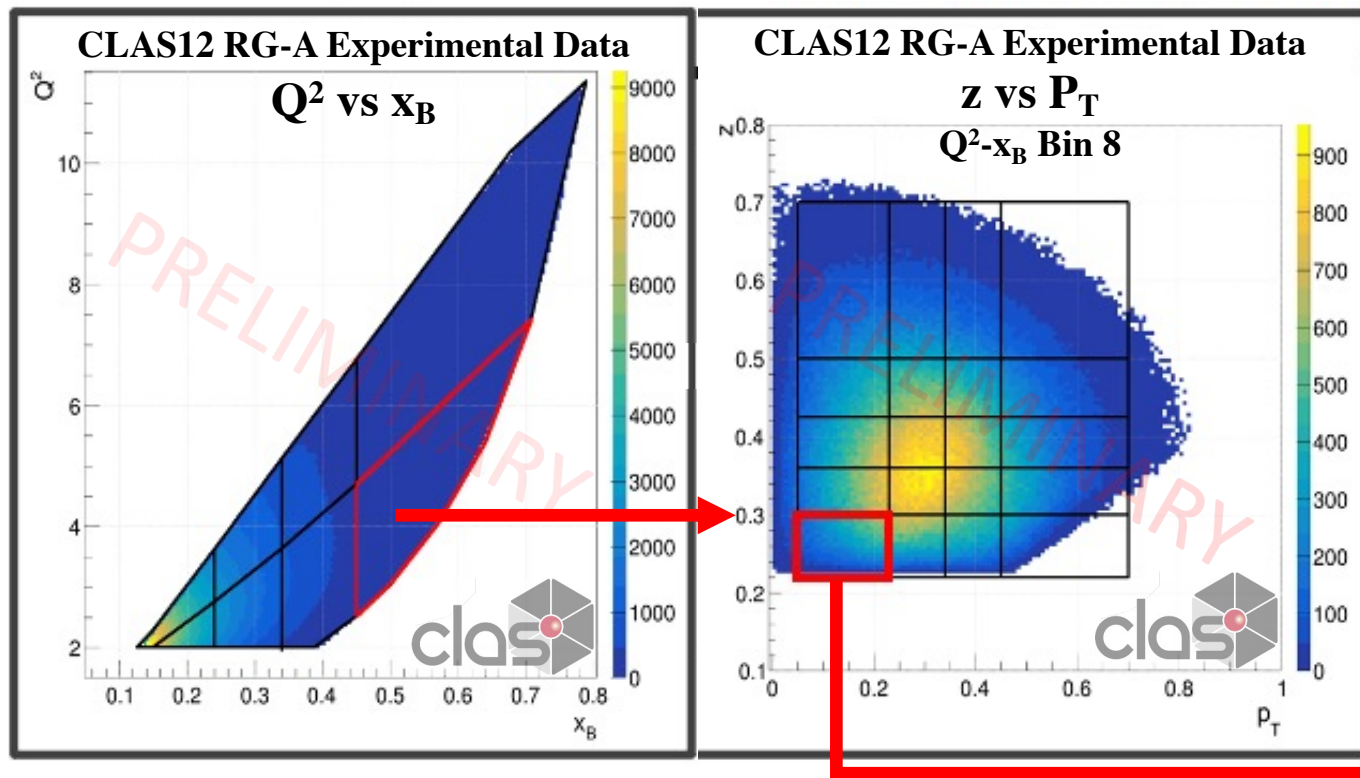 CLAS12 RG-A Experimental Data
Q² vs x_B
Q²
10
8
6
4
2
0.1 0.2 0.3 0.4 0.5 0.6 0.7 0.8
x_B
9000
8000
7000
6000
5000
4000
3000
2000
1000
0
PRELIMINARY
clas
CLAS12 RG-A Experimental Data
z vs P_T
Q²-x_B Bin 8
z
0.8
0.7
0.6
0.5
0.4
0.3
0.2
0.1
0 0.2 0.4 0.6 0.8 1
p_T
900
800
700
600
500
400
300
200
100
0
PRELIMINARY
clas